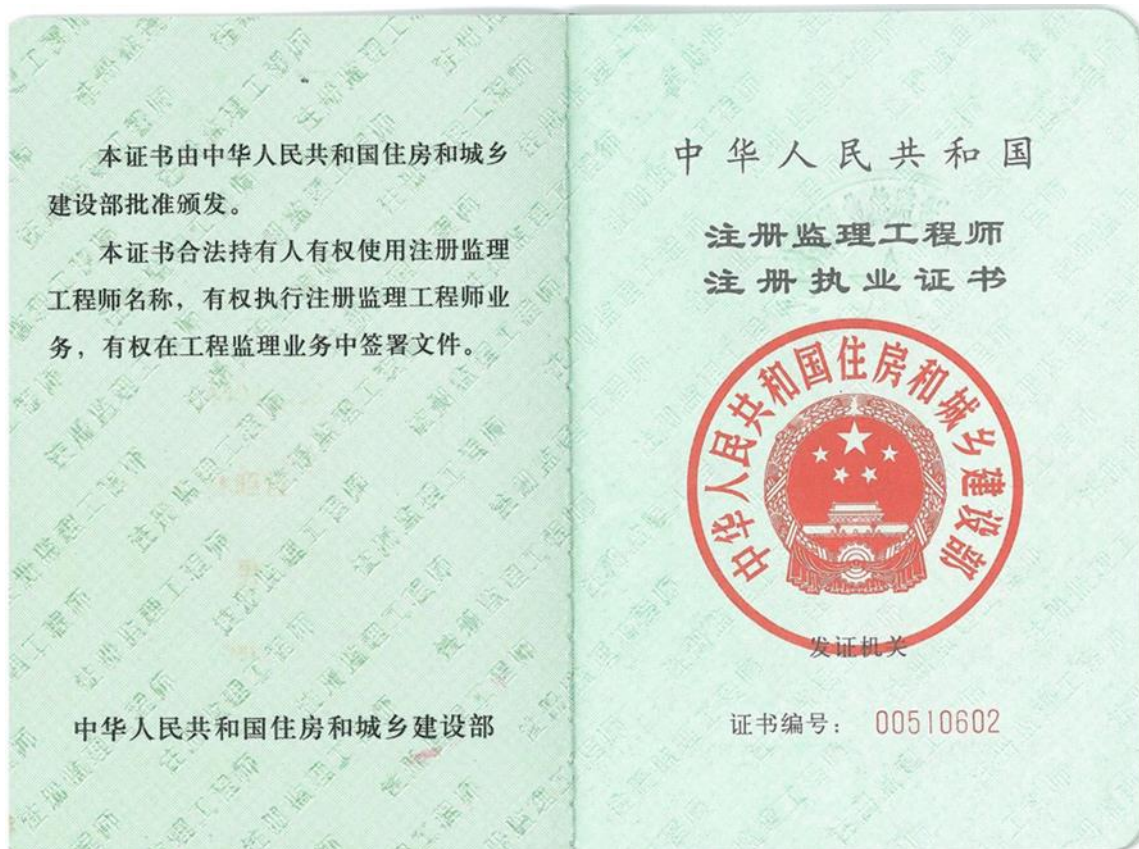 本证书由中华人民共和国住房和城乡
建设部批准颁发。
本证书合法持有人有权使用注册监理
工程师名称，有权执行注册监理工程师业
务，有权在工程监理业务中签署文件。
中华人民共和国住房和城乡建设部
中华人民共和国
注册监理工程师
注册执业证书
中华人民共和国住房和城乡建设部
发证机关
证书编号： 00510602